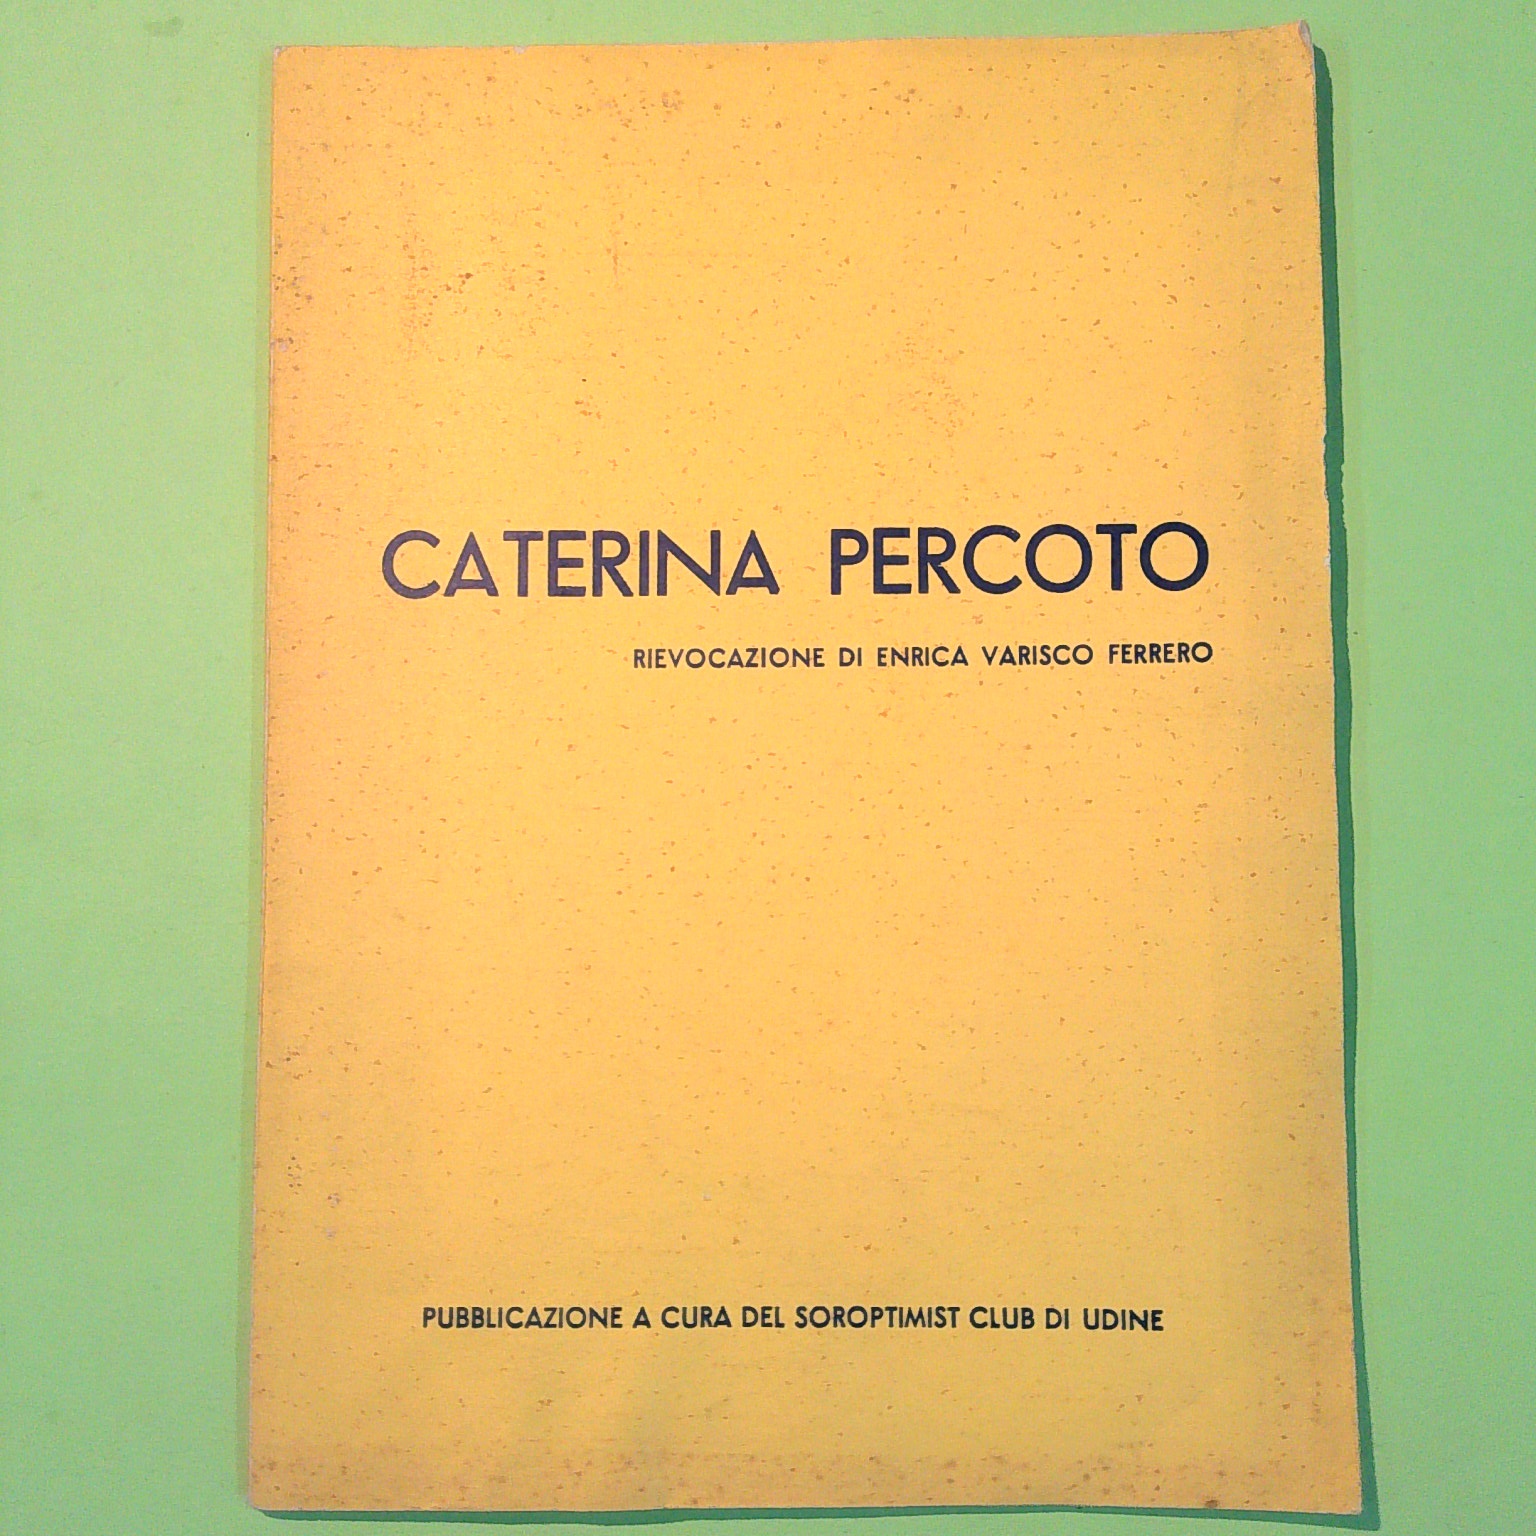 CATERINA PERCOTO
RIEVOCAZIONE DI ENRICA VARISCO FERRERO
PUBBLICAZIONE A CURA DEL SOROPTIMIST CLUB DI UDINE